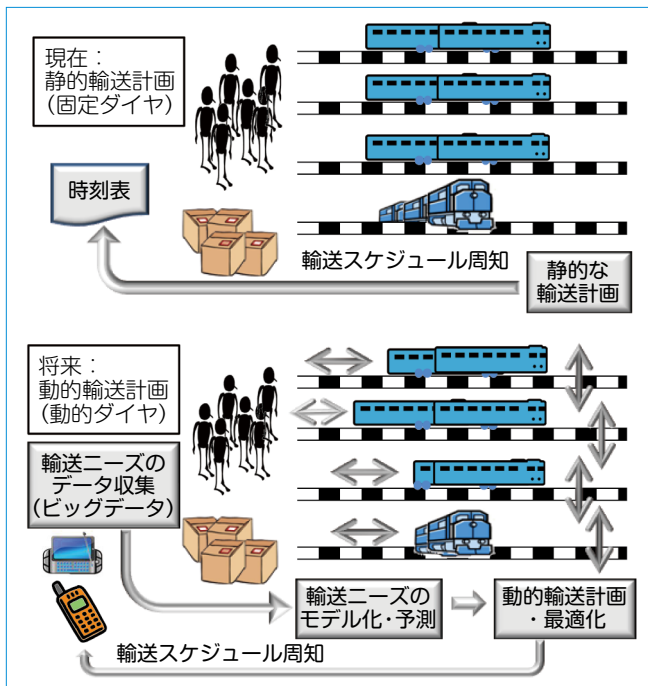 現在：
静的輸送計画
(固定ダイヤ)
時刻表
輸送スケジュール周知
静的な
輸送計画
将来：
動的輸送計画
(動的ダイヤ)
輸送ニーズの
データ収集
(ビッグデータ)
輸送ニーズの
モデル化・予測
動的輸送計画
・最適化
輸送スケジュール周知